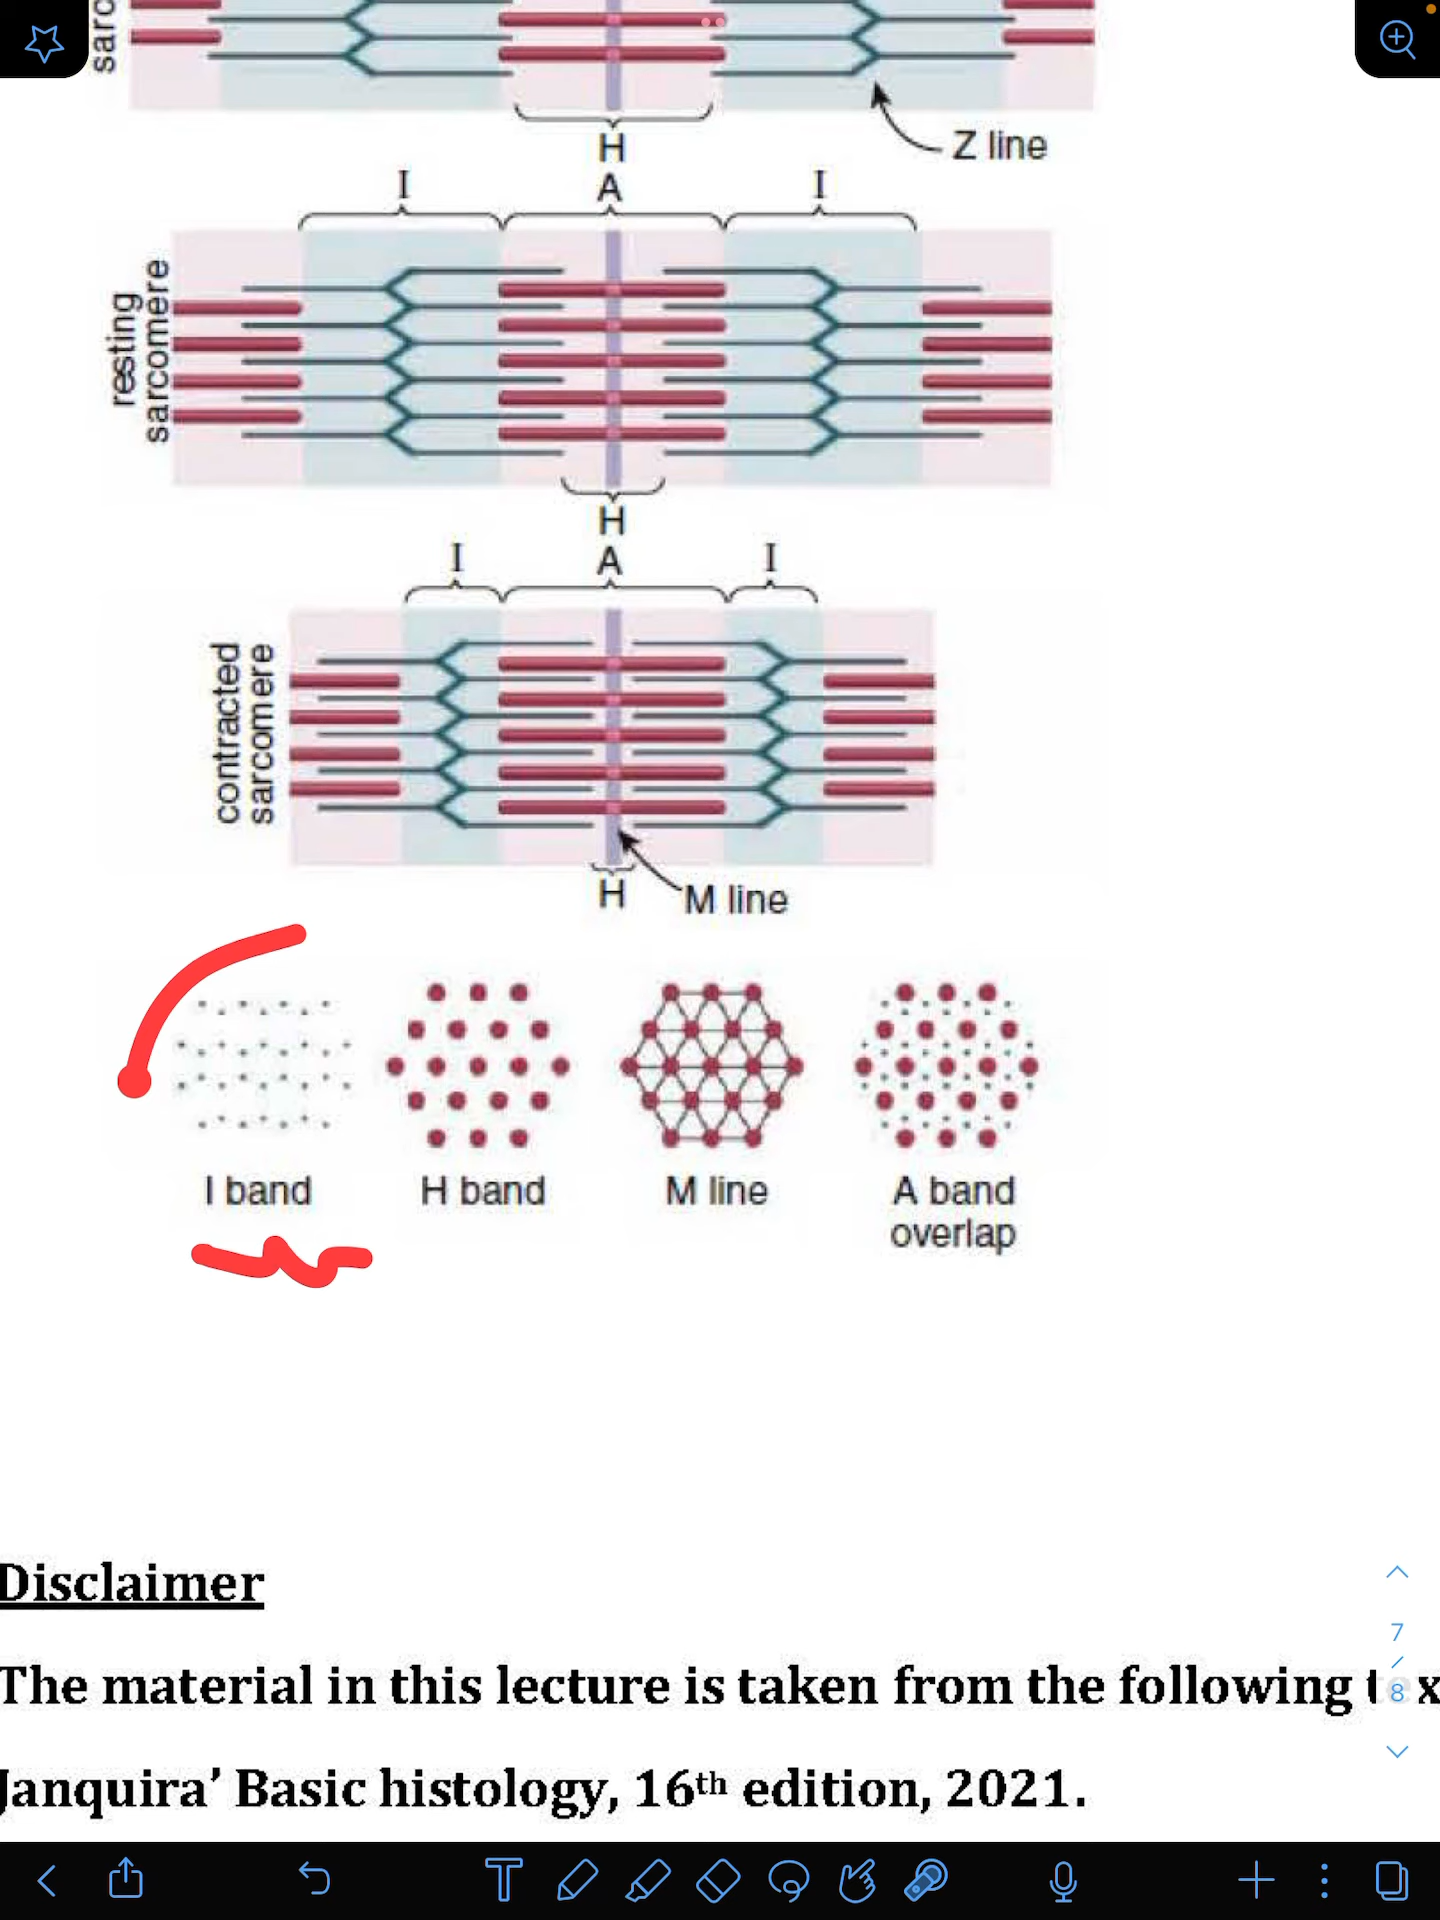 sarc
H
Z line
I A I
resting
sarcomere
H
I A I
contracted
sarcomere
H
M line
I band H band M line A band
overlap
Disclaimer
The material in this lecture is taken from the following tex
Janquira’ Basic histology, 16th edition, 2021.
7
/
8